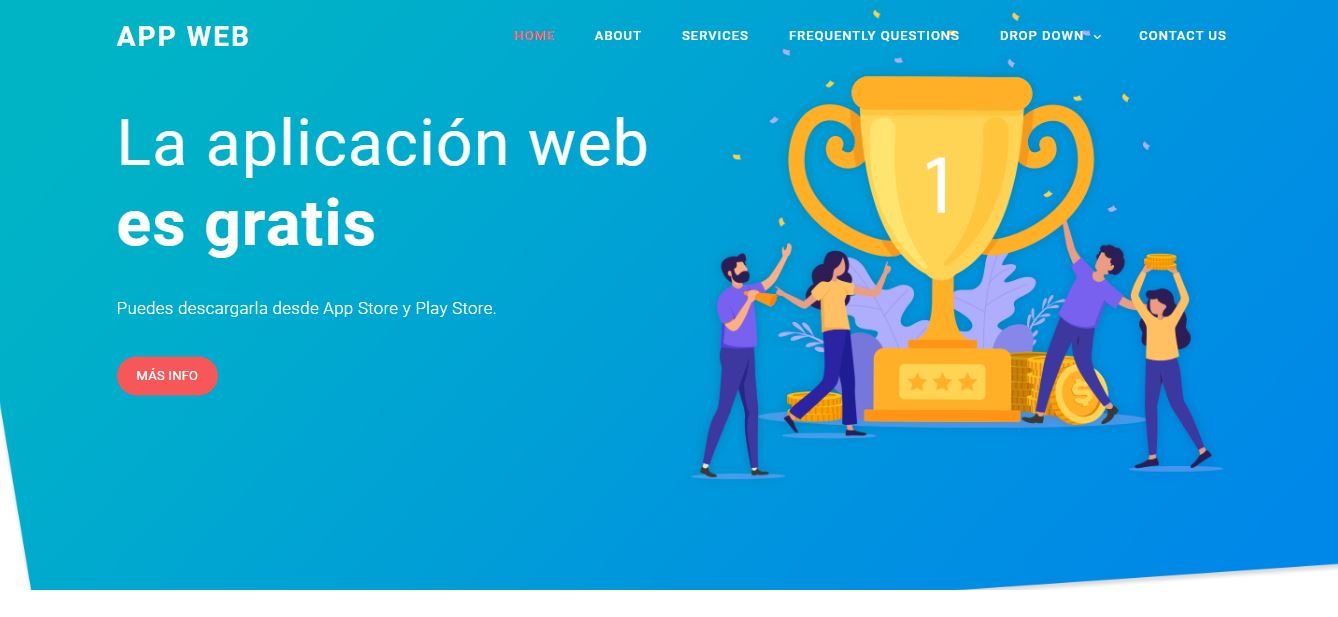 APP WEB
HOME ABOUT SERVICES FREQUENTLY QUESTIONS DROP DOWN CONTACT US
La aplicación web
es gratis
Puedes descargarla desde App Store y Play Store.
MÁS INFO
1
$